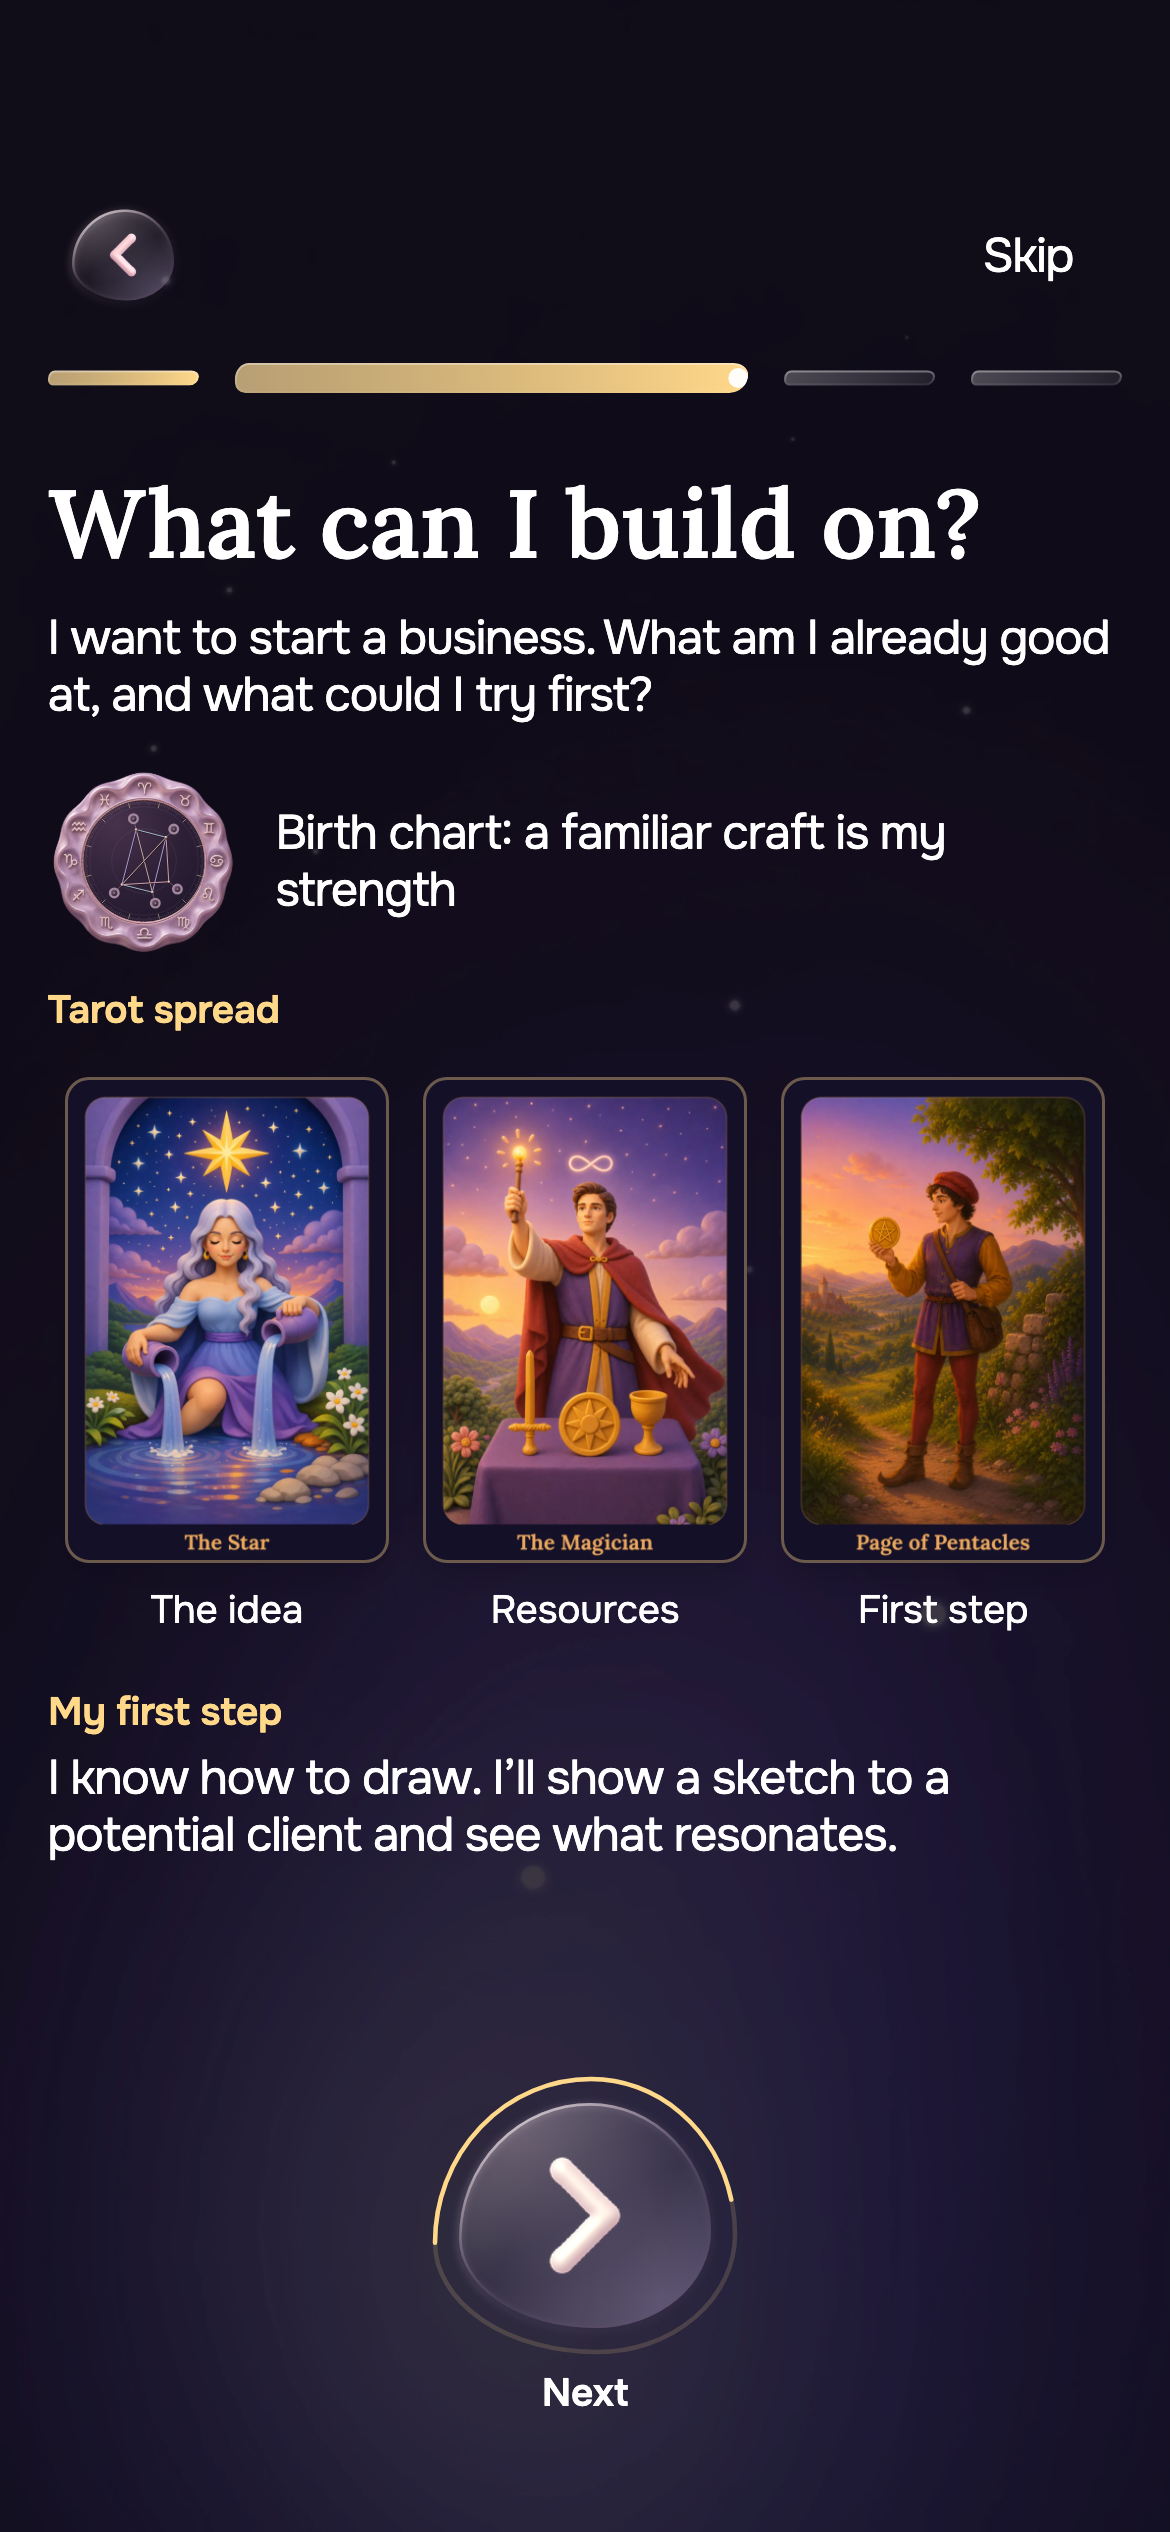 Skip
What can I build on?
I want to start a business. What am I already good
at, and what could I try first?
Birth chart: a familiar craft is my
strength
Tarot spread
The Star
The Magician
Page of Pentacles
The idea
Resources
First step
My first step
I know how to draw. I’ll show a sketch to a
potential client and see what resonates.
Next